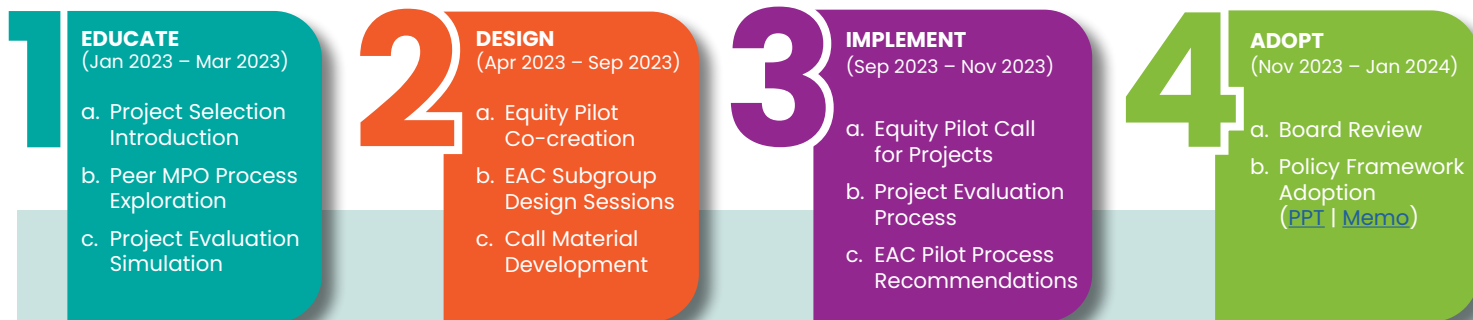 1
EDUCATE
(Jan 2023 – Mar 2023)
a. Project Selection
Introduction
b. Peer MPO Process
Exploration
c. Project Evaluation
Simulation
2
DESIGN
(Apr 2023 – Sep 2023)
a. Equity Pilot
Co-creation
b. EAC Subgroup
Design Sessions
c. Call Material
Development
3
IMPLEMENT
(Sep 2023 – Nov 2023)
a. Equity Pilot Call
for Projects
b. Project Evaluation
Process
c. EAC Pilot Process
Recommendations
4
ADOPT
(Nov 2023 – Jan 2024)
a. Board Review
b. Policy Framework
Adoption
(PPT | Memo)